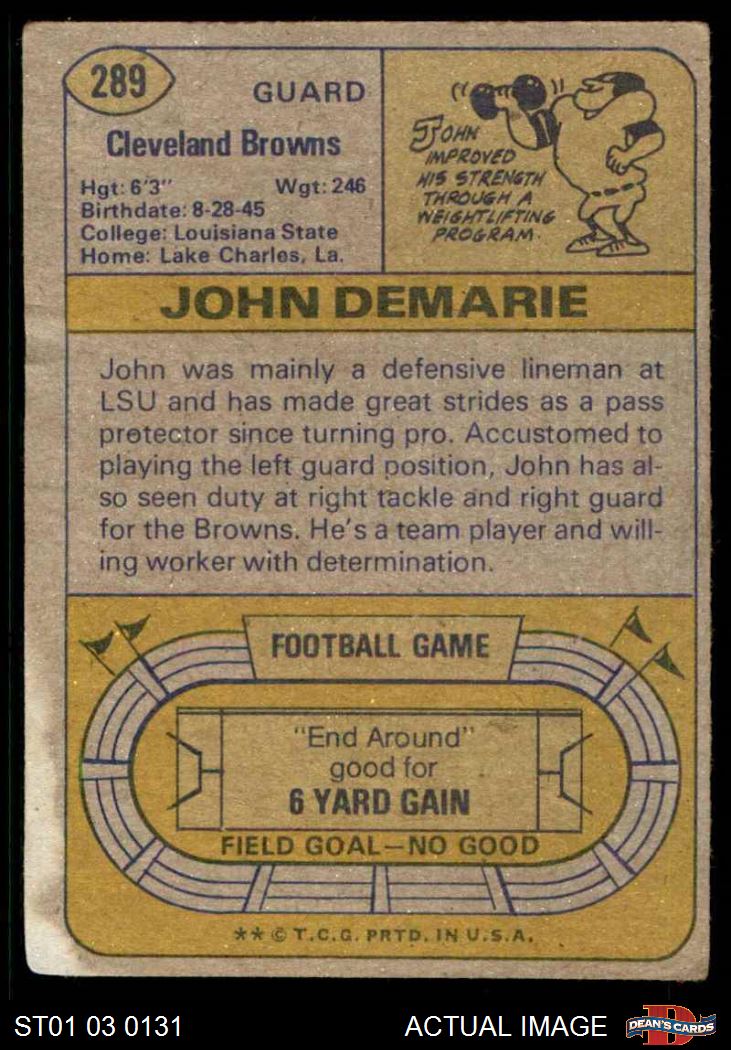 289
GUARD
Cleveland Browns
Hgt: 6'3" Wgt: 246
Birthdate: 8-28-45
College: Louisiana State
Home: Lake Charles, La.
JOHN
IMPROVED
HIS STRENGTH
THROUGH A
WEIGHTLIFTING
PROGRAM.
JOHN DEMARIE
John was mainly a defensive lineman at
LSU and has made great strides as a pass
protector since turning pro. Accustomed to
playing the left guard position, John has al-
so seen duty at right tackle and right guard
for the Browns. He's a team player and will-
ing worker with determination.
FOOTBALL GAME
"End Around"
good for
6 YARD GAIN
FIELD GOAL—NO GOOD
** © T.C.G. PRTD. IN U.S.A.
ST01 03 0131 ACTUAL IMAGE
D
DEAN'S CARDS